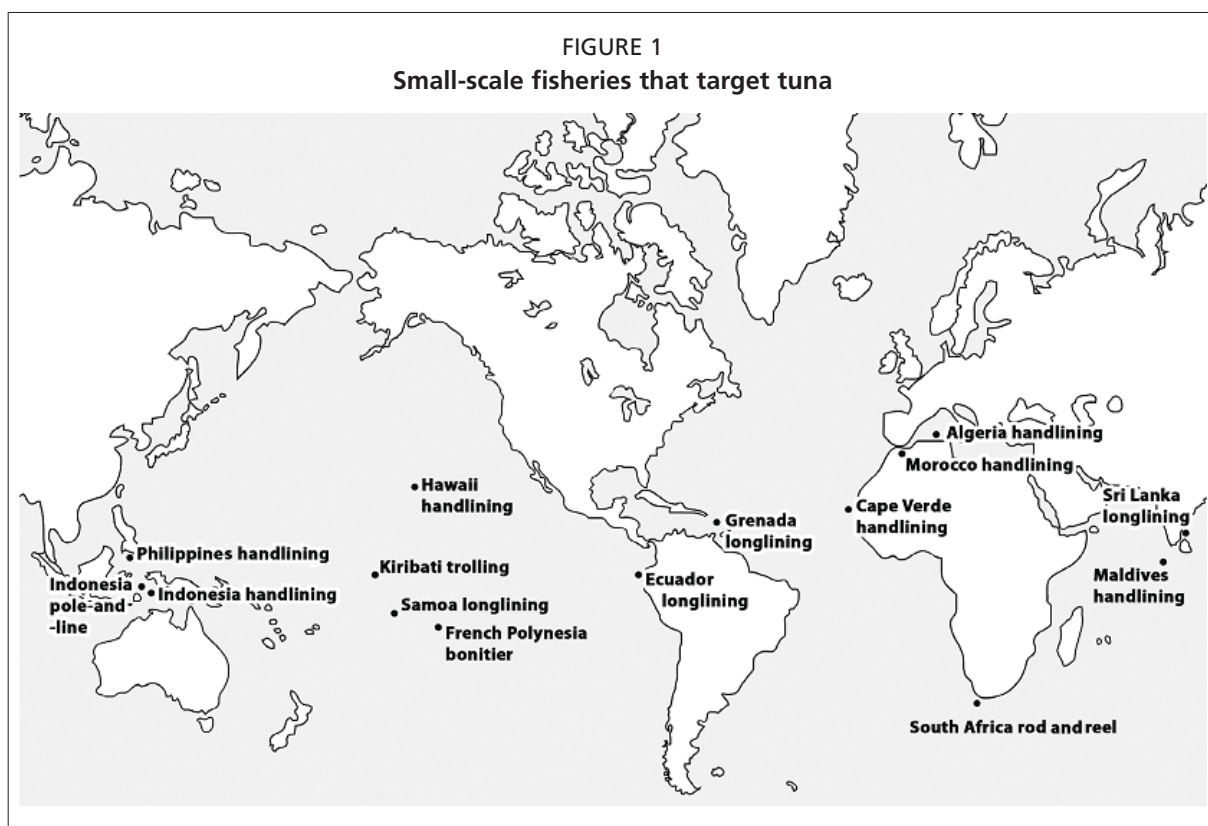 FIGURE 1
Small-scale fisheries that target tuna
Algeria handlining
Morocco handlining
Hawaii
handlining
Sri Lanka
longlining
Cape Verde
handlining
Grenada
longlining
Philippines handlining
Kiribati trolling
Maldives
handlining
Indonesia
pole-and-
-line
Indonesia handlining
Ecuador
longlining
Samoa longlining
French Polynesia
bonitier
South Africa rod and reel